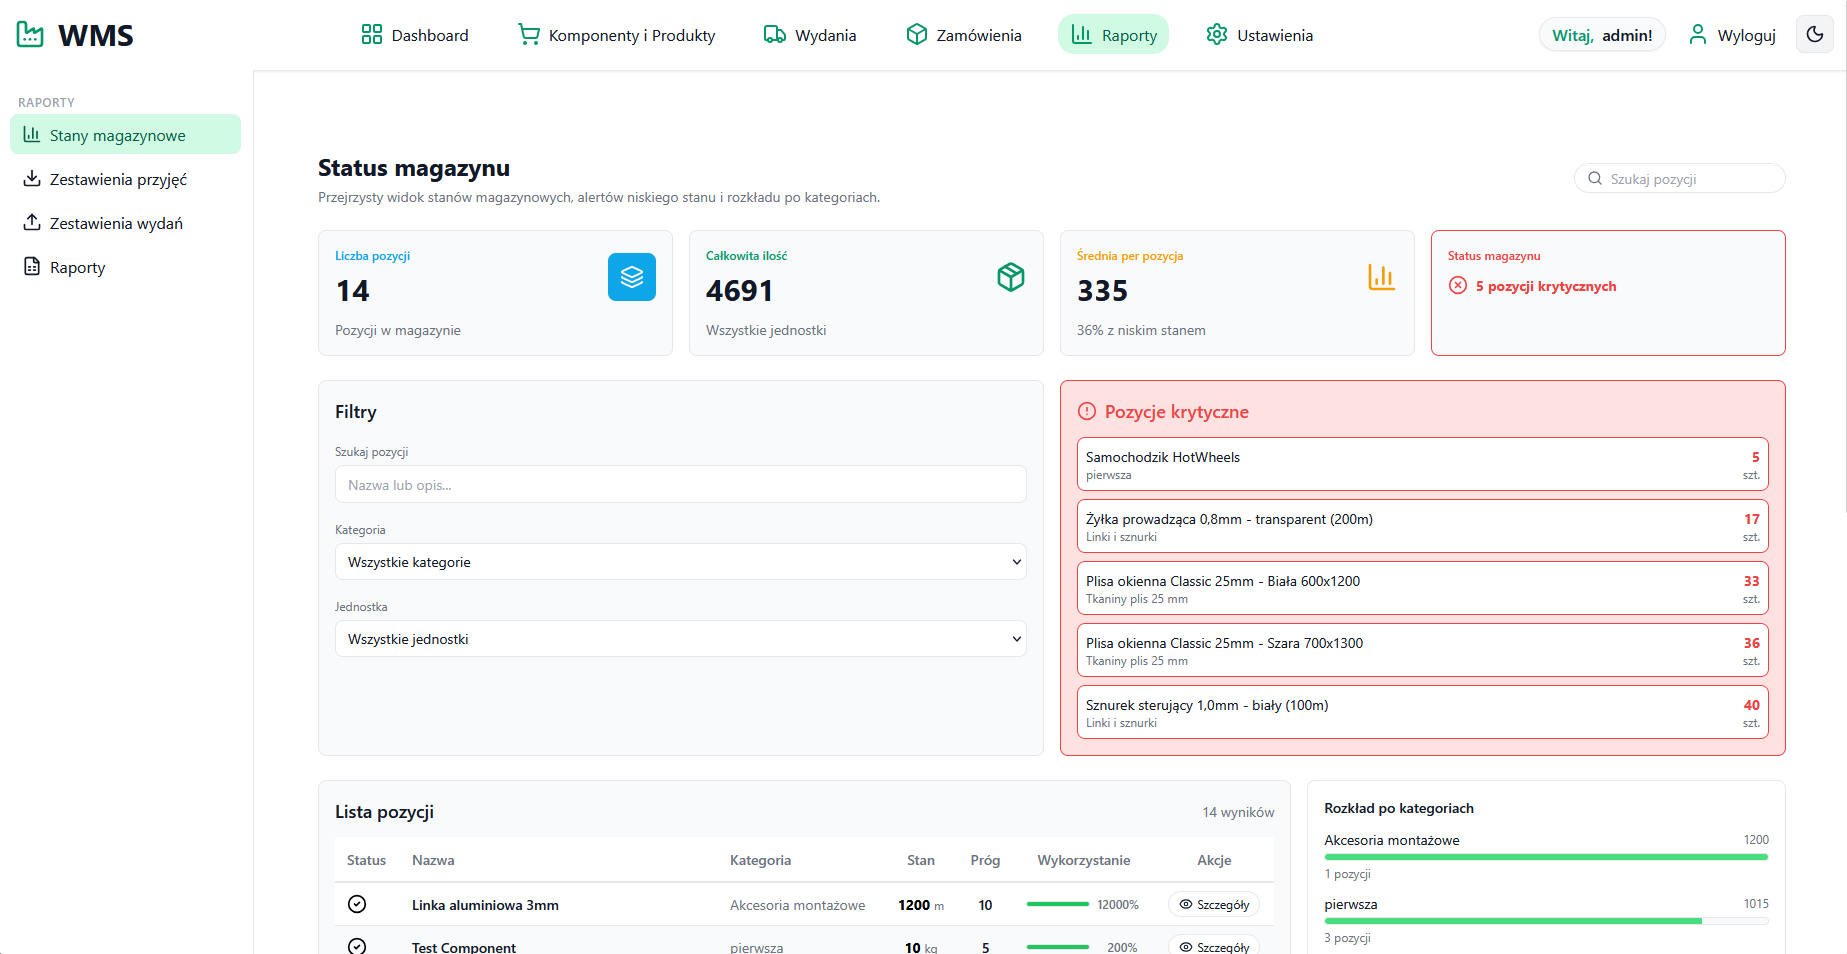 WMS
Dashboard
Komponenty i Produkty
Wydania
Zamówienia
Raporty
Ustawienia
Witaj, admin!
Wyloguj
RAPORTY
Stany magazynowe
Zestawienia przyjęć
Zestawienia wydań
Raporty
Status magazynu
Przejrzysty widok stanów magazynowych, alertów niskiego stanu i rozkładu po kategoriach.
Szukaj pozycji
Liczba pozycji
14
Pozycji w magazynie
Całkowita ilość
4691
Wszystkie jednostki
Średnia per pozycja
335
36% z niskim stanem
Status magazynu
5 pozycji krytycznych
Filtry
Szukaj pozycji
Nazwa lub opis...
Kategoria
Wszystkie kategorie
Jednostka
Wszystkie jednostki
Pozycje krytyczne
Samochodzik HotWheels 5
pierwsza szt.
Żyłka prowadząca 0,8mm - transparent (200m) 17
Linki i sznurki szt.
Plisa okienna Classic 25mm - Biała 600x1200 33
Tkaniny plis 25 mm szt.
Plisa okienna Classic 25mm - Szara 700x1300 36
Tkaniny plis 25 mm szt.
Sznurek sterujący 1,0mm - biały (100m) 40
Linki i sznurki szt.
Lista pozycji 14 wyników
Status Nazwa Kategoria Stan Próg Wykorzystanie Akcje
Linka aluminiowa 3mm Akcesoria montażowe 1200 m 10 12000% Szczegóły
Test Component pierwsza 10 kg 5 200% Szczegóły
Rozkład po kategoriach
Akcesoria montażowe 1200
1 pozycji
pierwsza 1015
3 pozycji